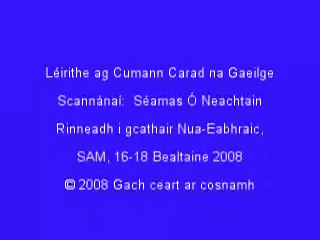 Léirithe ag Cumann Carad na Gaeilge
Scannánaí: Séamas Ó Neachtain
Rinneadh i gcathair Nua-Eabhraic,
SAM, 16-18 Bealtaine 2008
© 2008 Gach ceart ar cosnamh